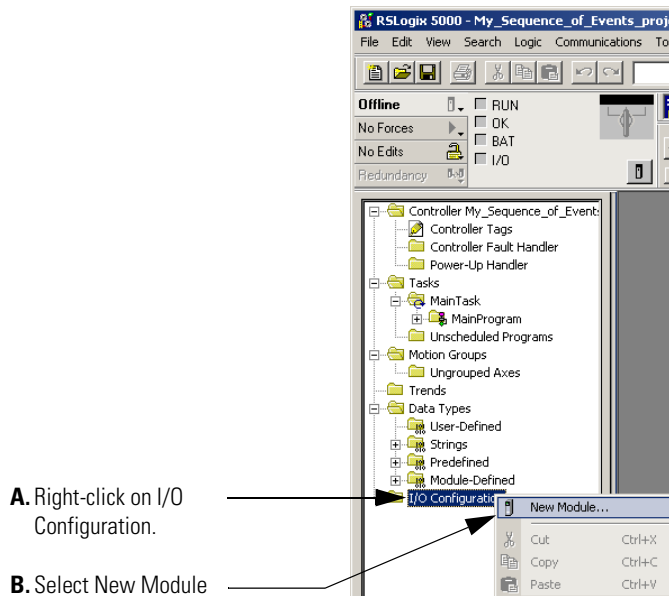 RSLogix 5000 - My_Sequence_of_Events_proj
File Edit View Search Logic Communications To
Offline
RUN
No Forces
OK
BAT
No Edits
I/O
Redundancy
Controller My_Sequence_of_Event
Controller Tags
Controller Fault Handler
Power-Up Handler
Tasks
MainTask
MainProgram
Unscheduled Programs
Motion Groups
Ungrouped Axes
Trends
Data Types
User-Defined
Strings
Predefined
Module-Defined
I/O Configuratio
New Module...
Cut Ctrl+X
Copy Ctrl+C
Paste Ctrl+V
A. Right-click on I/O
Configuration.
B. Select New Module